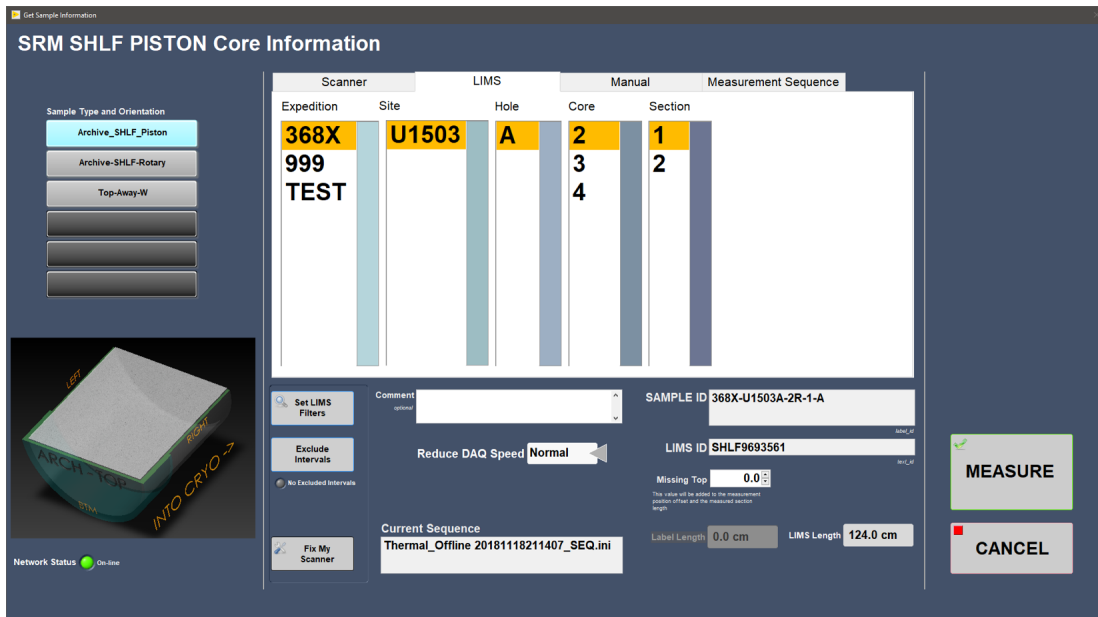 Get Sample Information
SRM SHLF PISTON Core Information
Sample Type and Orientation
Archive_SHLF_Piston
Archive-SHLF-Rotary
Top-Away-W
LEFT
RIGHT
ARCH-TOP
BTM
INTO CRYO ->
Network Status On-line
Scanner LIMS Manual Measurement Sequence
Expedition Site Hole Core Section
368X U1503 A 2 1
999 3 2
TEST 4
Set LIMS
Filters
Exclude
Intervals
No Excluded Intervals
Fix My
Scanner
Comment
optional
Reduce DAQ Speed Normal
Current Sequence
Thermal_Offline 20181118211407_SEQ.ini
SAMPLE ID 368X-U1503A-2R-1-A
label_id
LIMS ID SHLF9693561
text_id
Missing Top 0.0
This value will be added to the measurement
position offset and the measured section
length
Label Length 0.0 cm LIMS Length 124.0 cm
MEASURE
CANCEL